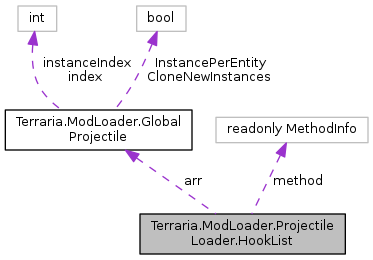 int
bool
instanceIndex
index
InstancePerEntity
CloneNewInstances
Terraria.ModLoader.Global
Projectile
readonly MethodInfo
arr
method
Terraria.ModLoader.Projectile
Loader.HookList